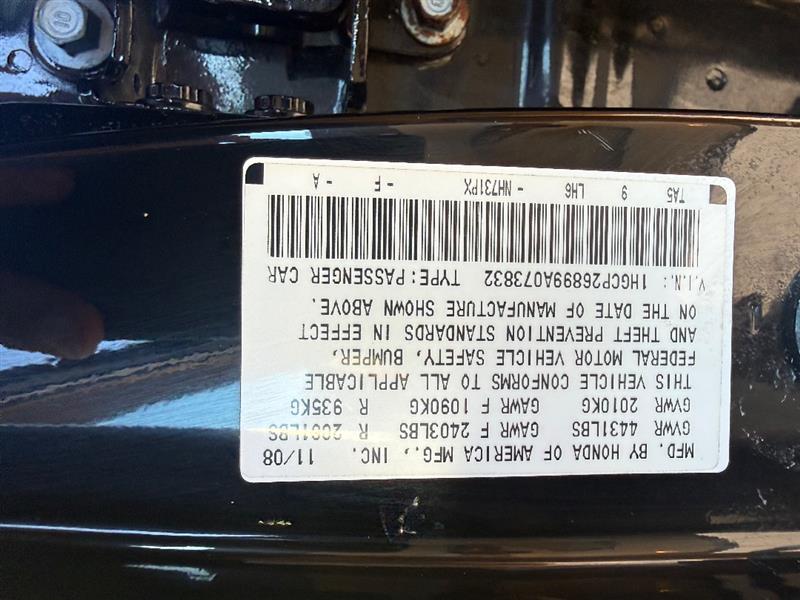 MFD. BY HONDA OF AMERICA MFG., INC. 11/08
GVWR 4431LBS GAWR F 2403LBS R 2061LBS
GVWR 2010KG GAWR F 1090KG R 935KG
THIS VEHICLE CONFORMS TO ALL APPLICABLE
FEDERAL MOTOR VEHICLE SAFETY, BUMPER,
AND THEFT PREVENTION STANDARDS IN EFFECT
ON THE DATE OF MANUFACTURE SHOWN ABOVE.
V.I.N.: 1HGCP26899A073832 TYPE:PASSENGER CAR
TA5 9 LH6 - NH731PX - F - A
10
10